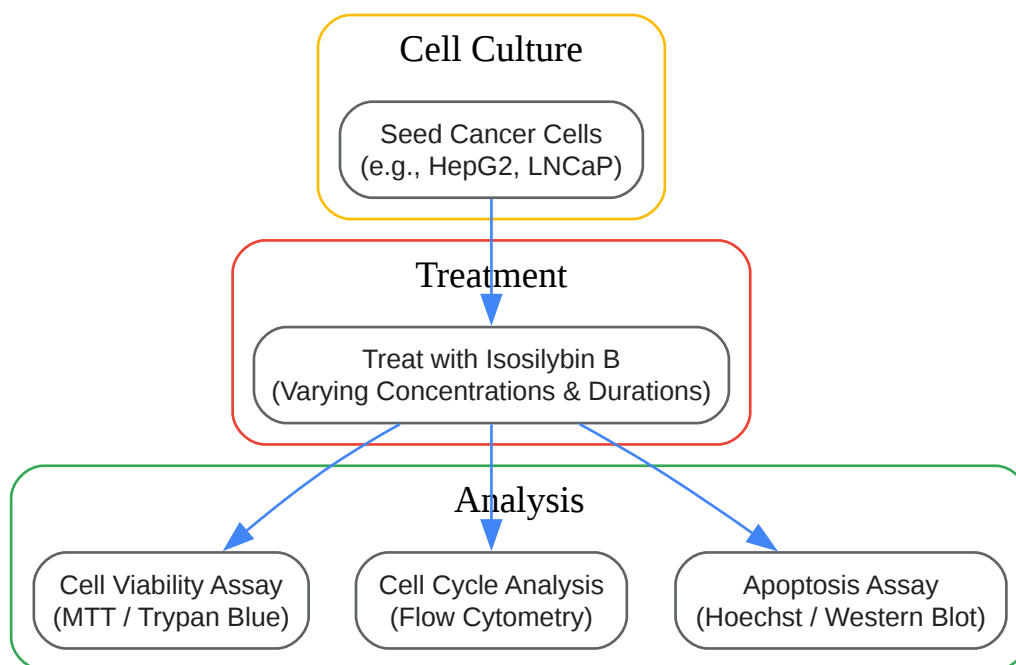 Cell Culture
Seed Cancer Cells
(e.g., HepG2, LNCaP)
Treatment
Treat with Isosilybin B
(Varying Concentrations & Durations)
Analysis
Cell Viability Assay
(MTT / Trypan Blue)
Cell Cycle Analysis
(Flow Cytometry)
Apoptosis Assay
(Hoechst / Western Blot)